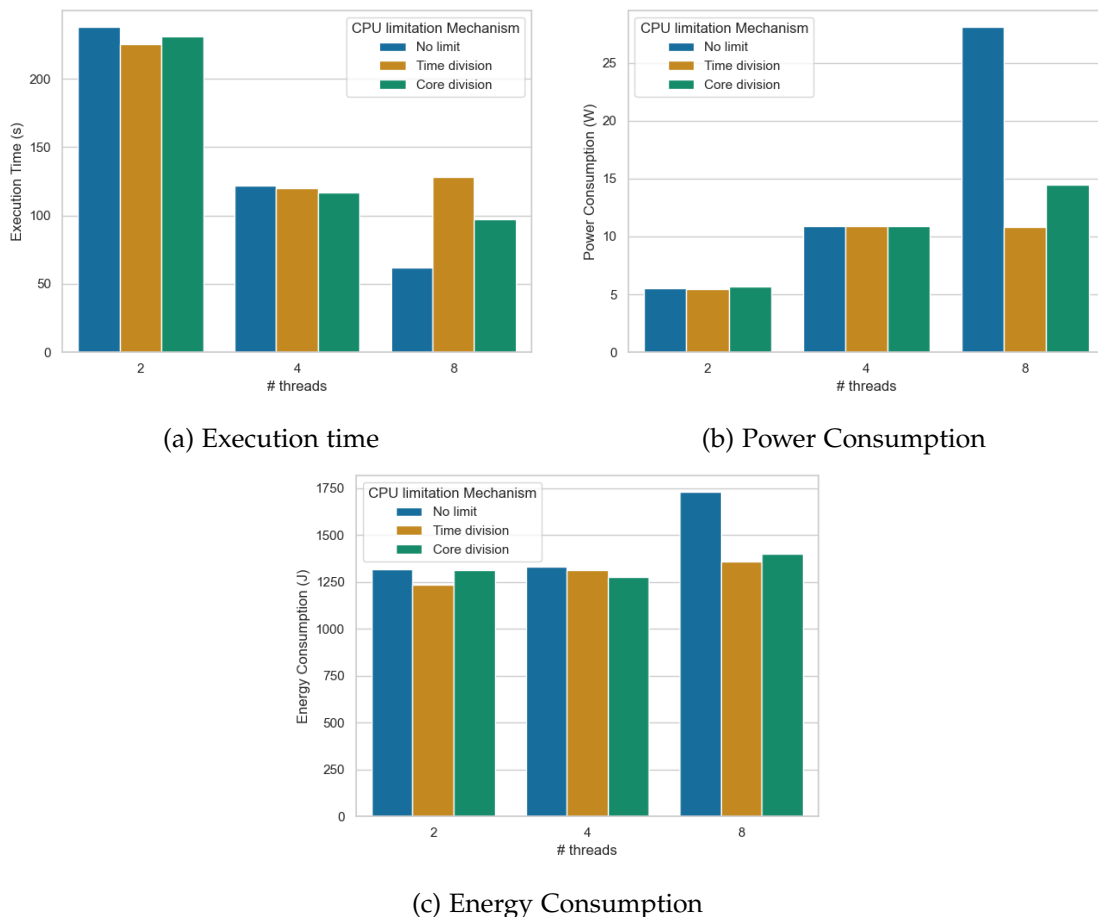 CPU limitation Mechanism
No limit
Time division
Core division
Execution Time (s)
200
150
100
50
0
2 4 8
# threads
(a) Execution time
CPU limitation Mechanism
No limit
Time division
Core division
Power Consumption (W)
25
20
15
10
5
0
2 4 8
# threads
(b) Power Consumption
CPU limitation Mechanism
No limit
Time division
Core division
Energy Consumption (J)
1750
1500
1250
1000
750
500
250
0
2 4 8
# threads
(c) Energy Consumption